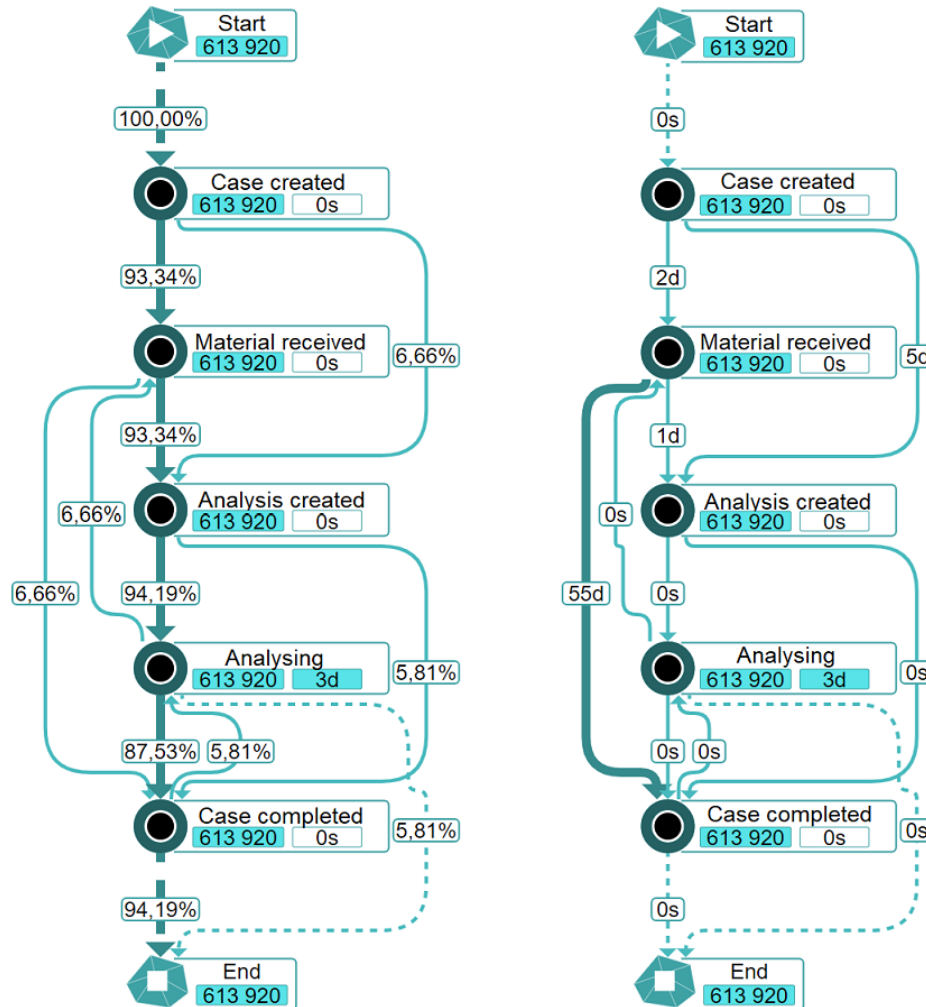 Start
613 920
100,00%
Case created
613 920 0s
93,34%
Material received
613 920 0s
6,66%
93,34%
Analysis created
613 920 0s
6,66%
6,66%
94,19%
Analysing
613 920 3d
5,81%
87,53%
5,81%
Case completed
613 920 0s
5,81%
94,19%
End
613 920
Start
613 920
0s
Case created
613 920 0s
2d
Material received
613 920 0s
5d
1d
Analysis created
613 920 0s
0s
55d
0s
Analysing
613 920 3d
0s
0s
0s
Case completed
613 920 0s
0s
0s
End
613 920